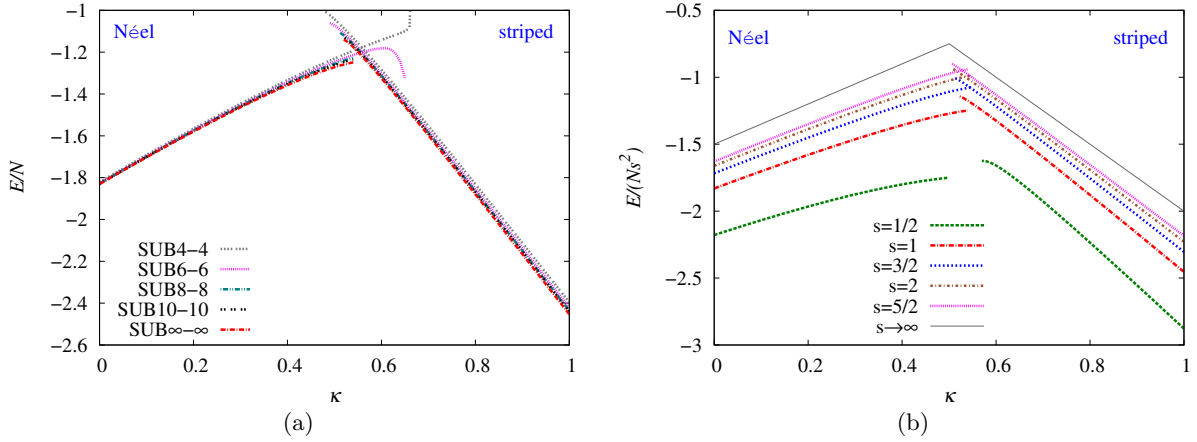 −1
−1.2
−1.4
−1.6
−1.8
−2
−2.2
−2.4
−2.6
E/N
Néel
striped
SUB4−4
SUB6−6
SUB8−8
SUB10−10
SUB∞−∞
0 0.2 0.4 0.6 0.8 1
κ
(a)
−0.5
−1
−1.5
−2
−2.5
−3
E/(Ns²)
Néel
striped
s=1/2
s=1
s=3/2
s=2
s=5/2
s→∞
0 0.2 0.4 0.6 0.8 1
κ
(b)